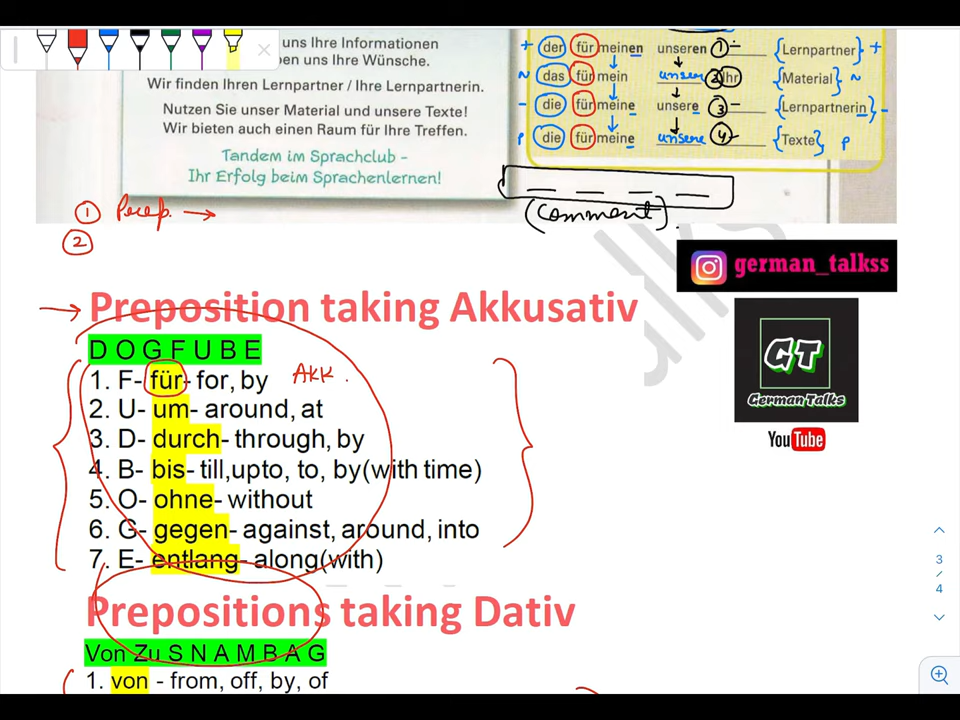 uns Ihre Informationen
ben uns Ihre Wünsche.
Wir finden Ihren Lernpartner / Ihre Lernpartnerin.
Nutzen Sie unser Material und unsere Texte!
Wir bieten auch einen Raum für Ihre Treffen.
Tandem im Sprachclub -
Ihr Erfolg beim Sprachenlernen!
+ der für meinen unseren 1 {Lernpartner} +
~ das für mein unser 2 Ihr {Material} ~
- die für meine unsere 3 {Lernpartnerin} -
P die für meine unsere 4 {Texte} P
(Comment)
1 Precep. →
2
german_talkss
→ Preposition taking Akkusativ
D O G F U B E
1. F- für- for, by AKK.
2. U- um- around, at
3. D- durch- through, by
4. B- bis- till,upto, to, by(with time)
5. O- ohne- without
6. G- gegen- against, around, into
7. E- entlang- along(with)
GT
German Talks
YouTube
alks
3
/
4
Prepositions taking Dativ
Von Zu S N A M B A G
1. von - from, off, by, of